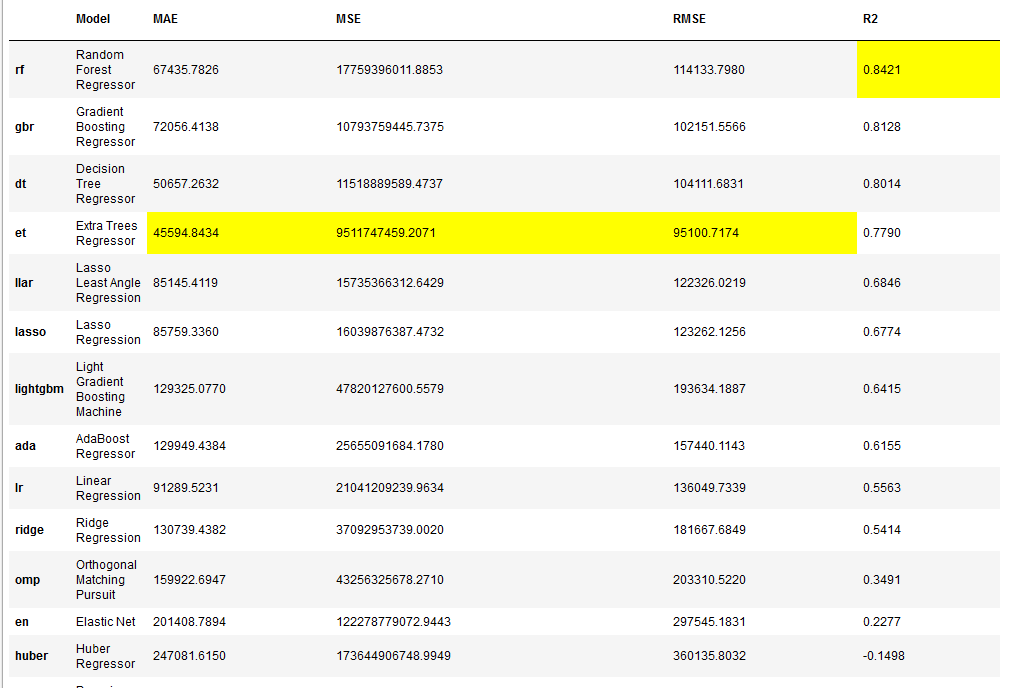 Model MAE MSE RMSE R2
rf Random Forest Regressor 67435.7826 17759396011.8853 114133.7980 0.8421
gbr Gradient Boosting Regressor 72056.4138 10793759445.7375 102151.5566 0.8128
dt Decision Tree Regressor 50657.2632 11518889589.4737 104111.6831 0.8014
et Extra Trees Regressor 45594.8434 9511747459.2071 95100.7174 0.7790
llar Lasso Least Angle Regression 85145.4119 15735366312.6429 122326.0219 0.6846
lasso Lasso Regression 85759.3360 16039876387.4732 123262.1256 0.6774
lightgbm Light Gradient Boosting Machine 129325.0770 47820127600.5579 193634.1887 0.6415
ada AdaBoost Regressor 129949.4384 25655091684.1780 157440.1143 0.6155
lr Linear Regression 91289.5231 21041209239.9634 136049.7339 0.5563
ridge Ridge Regression 130739.4382 37092953739.0020 181667.6849 0.5414
omp Orthogonal Matching Pursuit 159922.6947 43256325678.2710 203310.5220 0.3491
en Elastic Net 201408.7894 122278779072.9443 297545.1831 0.2277
huber Huber Regressor 247081.6150 173644906748.9949 360135.8032 -0.1498